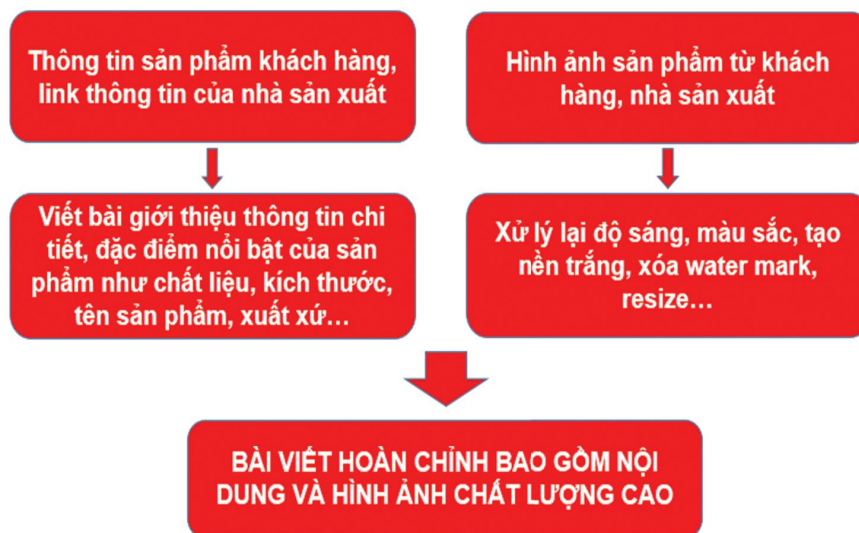 Thông tin sản phẩm khách hàng,
link thông tin của nhà sản xuất
Hình ảnh sản phẩm từ khách
hàng, nhà sản xuất
Viết bài giới thiệu thông tin chi
tiết, đặc điểm nổi bật của sản
phẩm như chất liệu, kích thước,
tên sản phẩm, xuất xứ...
Xử lý lại độ sáng, màu sắc, tạo
nền trắng, xóa water mark,
resize...
BÀI VIẾT HOÀN CHỈNH BAO GỒM NỘI
DUNG VÀ HÌNH ẢNH CHẤT LƯỢNG CAO